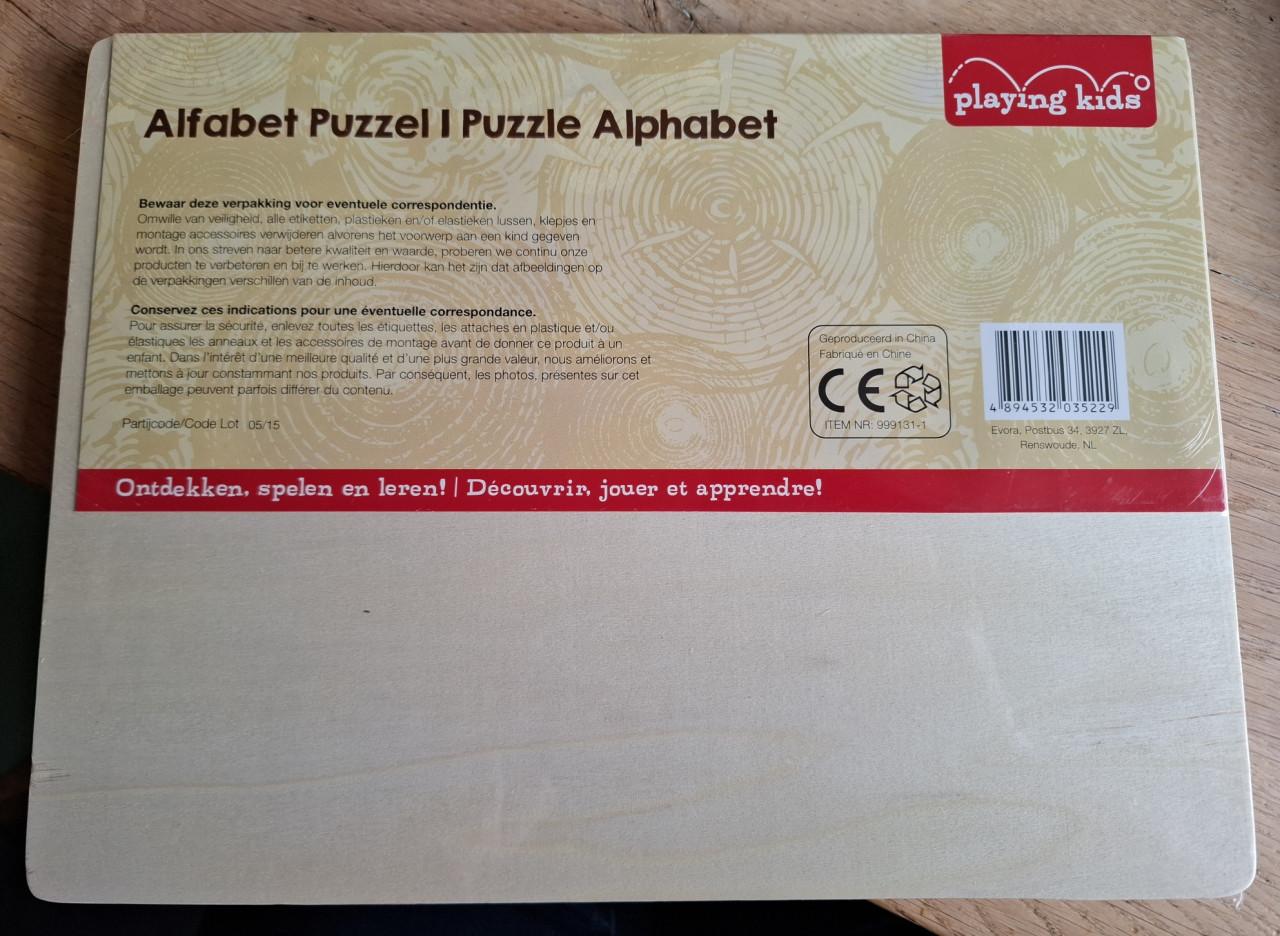 playing kids
Alfabet Puzzel | Puzzle Alphabet
Bewaar deze verpakking voor eventuele correspondentie.
Omwille van veiligheid, alle etiketten, plastieken en/of elastieken lussen, klepjes en
montage accessoires verwijderen alvorens het voorwerp aan een kind gegeven
wordt. In ons streven naar betere kwaliteit en waarde, proberen we continu onze
producten te verbeteren en bij te werken. Hierdoor kan het zijn dat afbeeldingen op
de verpakkingen verschillen van de inhoud.
Conservez ces indications pour une éventuelle correspondance.
Pour assurer la sécurité, enlevez toutes les étiquettes, les attaches en plastique et/ou
élastiques les anneaux et les accessoires de montage avant de donner ce produit à un
enfant. Dans l'intérêt d'une meilleure qualité et d'une plus grande valeur, nous améliorons et
mettons à jour constammant nos produits. Par conséquent, les photos, présentes sur cet
emballage peuvent parfois différer du contenu.
Partijcode/Code Lot 05/15
Geproduceerd in China
Fabriqué en Chine
CE
ITEM NR: 999131-1
4 894532 035229
Evora, Postbus 34, 3927 ZL,
Renswoude, NL
Ontdekken, spelen en leren! | Découvrir, jouer et apprendre!